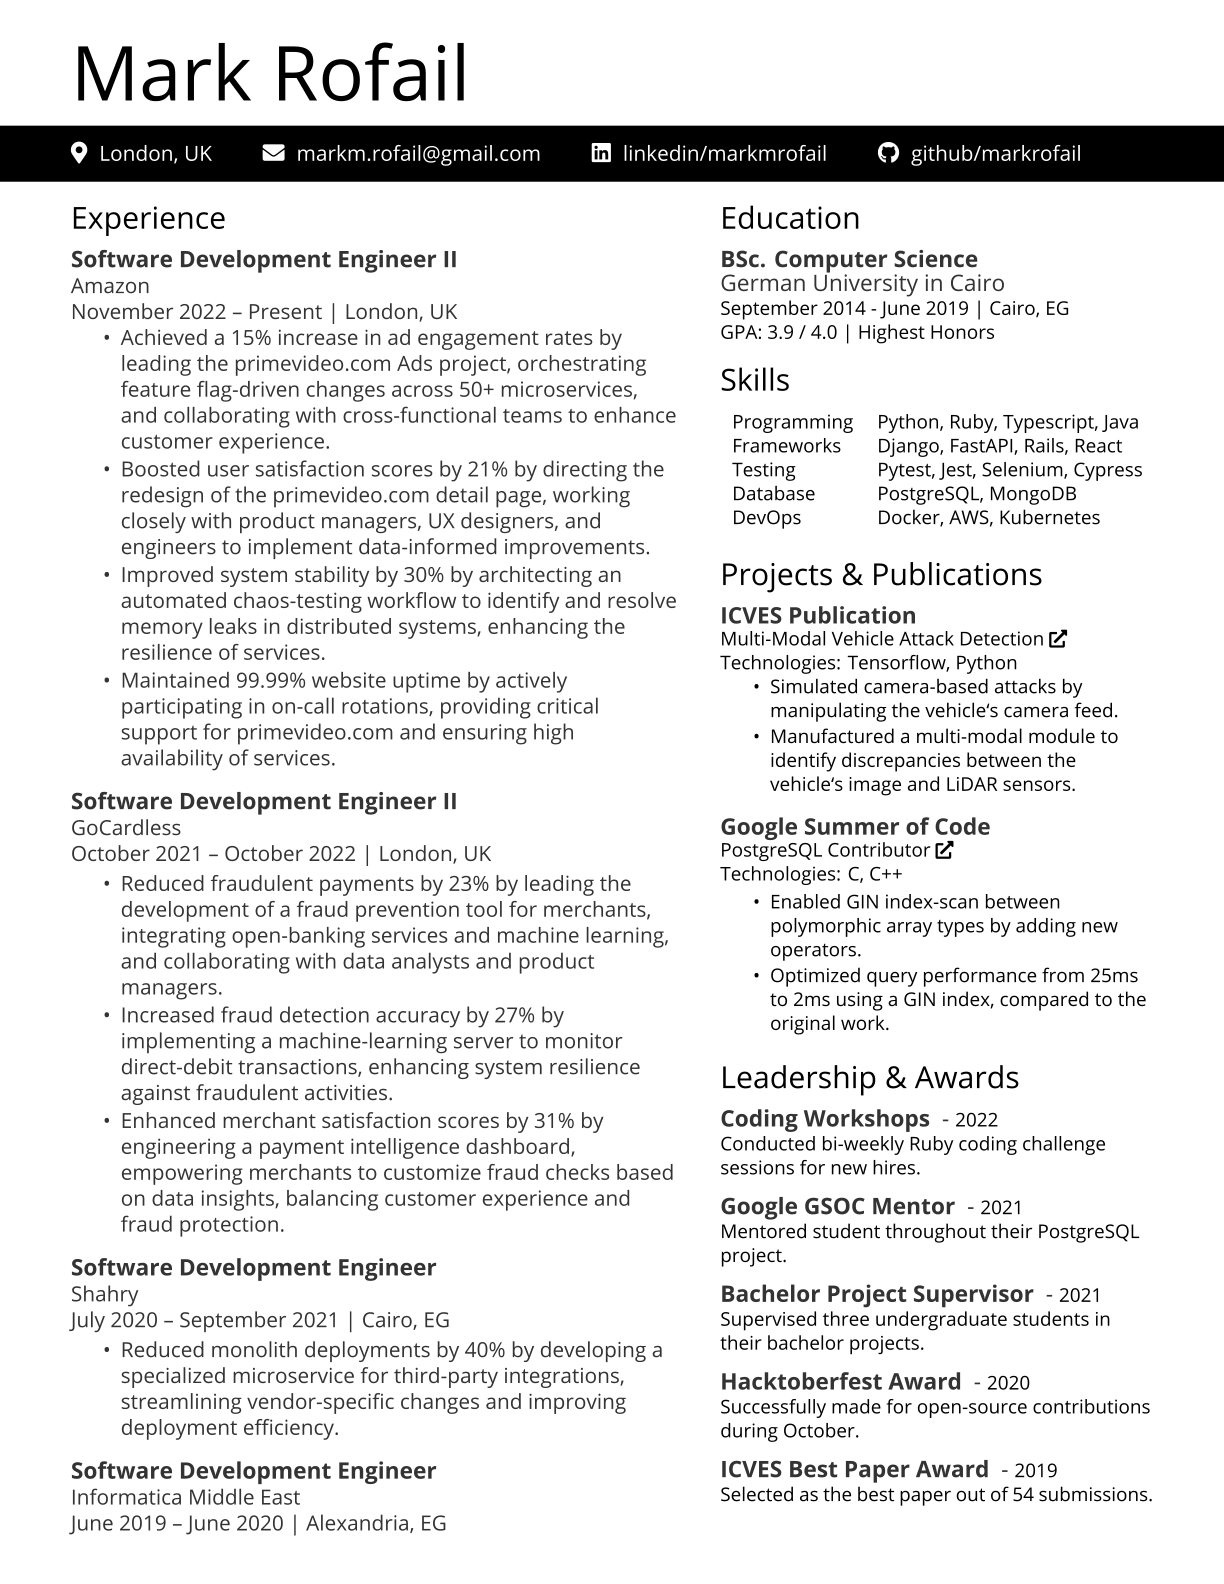 Mark Rofail
London, UK markm.rofail@gmail.com linkedin/markmrofail github/markrofail
Experience
Software Development Engineer II
Amazon
November 2022 – Present | London, UK
• Achieved a 15% increase in ad engagement rates by
leading the primevideo.com Ads project, orchestrating
feature flag-driven changes across 50+ microservices,
and collaborating with cross-functional teams to enhance
customer experience.
• Boosted user satisfaction scores by 21% by directing the
redesign of the primevideo.com detail page, working
closely with product managers, UX designers, and
engineers to implement data-informed improvements.
• Improved system stability by 30% by architecting an
automated chaos-testing workflow to identify and resolve
memory leaks in distributed systems, enhancing the
resilience of services.
• Maintained 99.99% website uptime by actively
participating in on-call rotations, providing critical
support for primevideo.com and ensuring high
availability of services.
Software Development Engineer II
GoCardless
October 2021 – October 2022 | London, UK
• Reduced fraudulent payments by 23% by leading the
development of a fraud prevention tool for merchants,
integrating open-banking services and machine learning,
and collaborating with data analysts and product
managers.
• Increased fraud detection accuracy by 27% by
implementing a machine-learning server to monitor
direct-debit transactions, enhancing system resilience
against fraudulent activities.
• Enhanced merchant satisfaction scores by 31% by
engineering a payment intelligence dashboard,
empowering merchants to customize fraud checks based
on data insights, balancing customer experience and
fraud protection.
Software Development Engineer
Shahry
July 2020 – September 2021 | Cairo, EG
• Reduced monolith deployments by 40% by developing a
specialized microservice for third-party integrations,
streamlining vendor-specific changes and improving
deployment efficiency.
Software Development Engineer
Informatica Middle East
June 2019 – June 2020 | Alexandria, EG
Education
BSc. Computer Science
German University in Cairo
September 2014 - June 2019 | Cairo, EG
GPA: 3.9 / 4.0 | Highest Honors
Skills
Programming Python, Ruby, Typescript, Java
Frameworks Django, FastAPI, Rails, React
Testing Pytest, Jest, Selenium, Cypress
Database PostgreSQL, MongoDB
DevOps Docker, AWS, Kubernetes
Projects & Publications
ICVES Publication
Multi-Modal Vehicle Attack Detection
Technologies: Tensorflow, Python
• Simulated camera-based attacks by
manipulating the vehicle‘s camera feed.
• Manufactured a multi-modal module to
identify discrepancies between the
vehicle‘s image and LiDAR sensors.
Google Summer of Code
PostgreSQL Contributor
Technologies: C, C++
• Enabled GIN index-scan between
polymorphic array types by adding new
operators.
• Optimized query performance from 25ms
to 2ms using a GIN index, compared to the
original work.
Leadership & Awards
Coding Workshops - 2022
Conducted bi-weekly Ruby coding challenge
sessions for new hires.
Google GSOC Mentor - 2021
Mentored student throughout their PostgreSQL
project.
Bachelor Project Supervisor - 2021
Supervised three undergraduate students in
their bachelor projects.
Hacktoberfest Award - 2020
Successfully made for open-source contributions
during October.
ICVES Best Paper Award - 2019
Selected as the best paper out of 54 submissions.